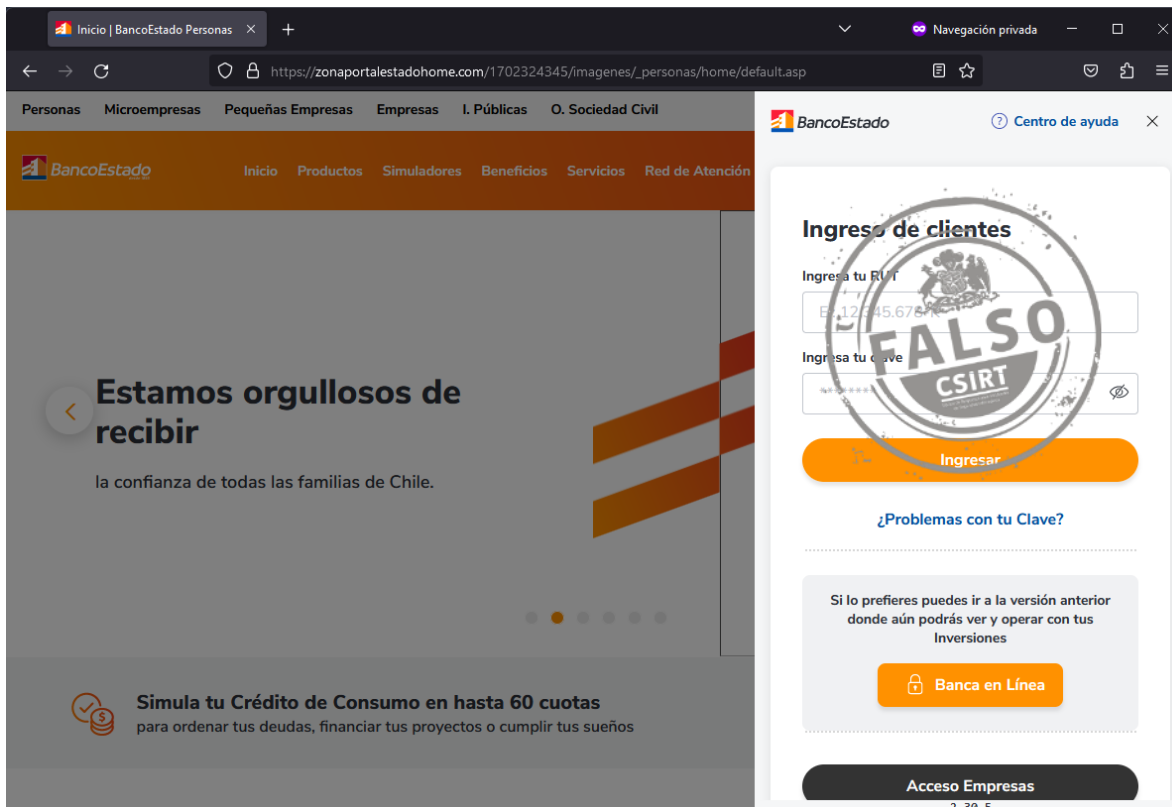 Inicio | BancoEstado Personas
Navegación privada
https://zonaportalestadohome.com/1702324345/imagenes/_personas/home/default.asp
Personas Microempresas Pequeñas Empresas Empresas I. Públicas O. Sociedad Civil
BancoEstado
Inicio Productos Simuladores Beneficios Servicios Red de Atención
Estamos orgullosos de
recibir
la confianza de todas las familias de Chile.
Simula tu Crédito de Consumo en hasta 60 cuotas
para ordenar tus deudas, financiar tus proyectos o cumplir tus sueños
BancoEstado
Centro de ayuda
Ingreso de clientes
Ingresa tu RUT
FALSO
CSIRT
Ingresa tu clave
Ingresar
¿Problemas con tu Clave?
Si lo prefieres puedes ir a la versión anterior
donde aún podrás ver y operar con tus
Inversiones
Banca en Línea
Acceso Empresas